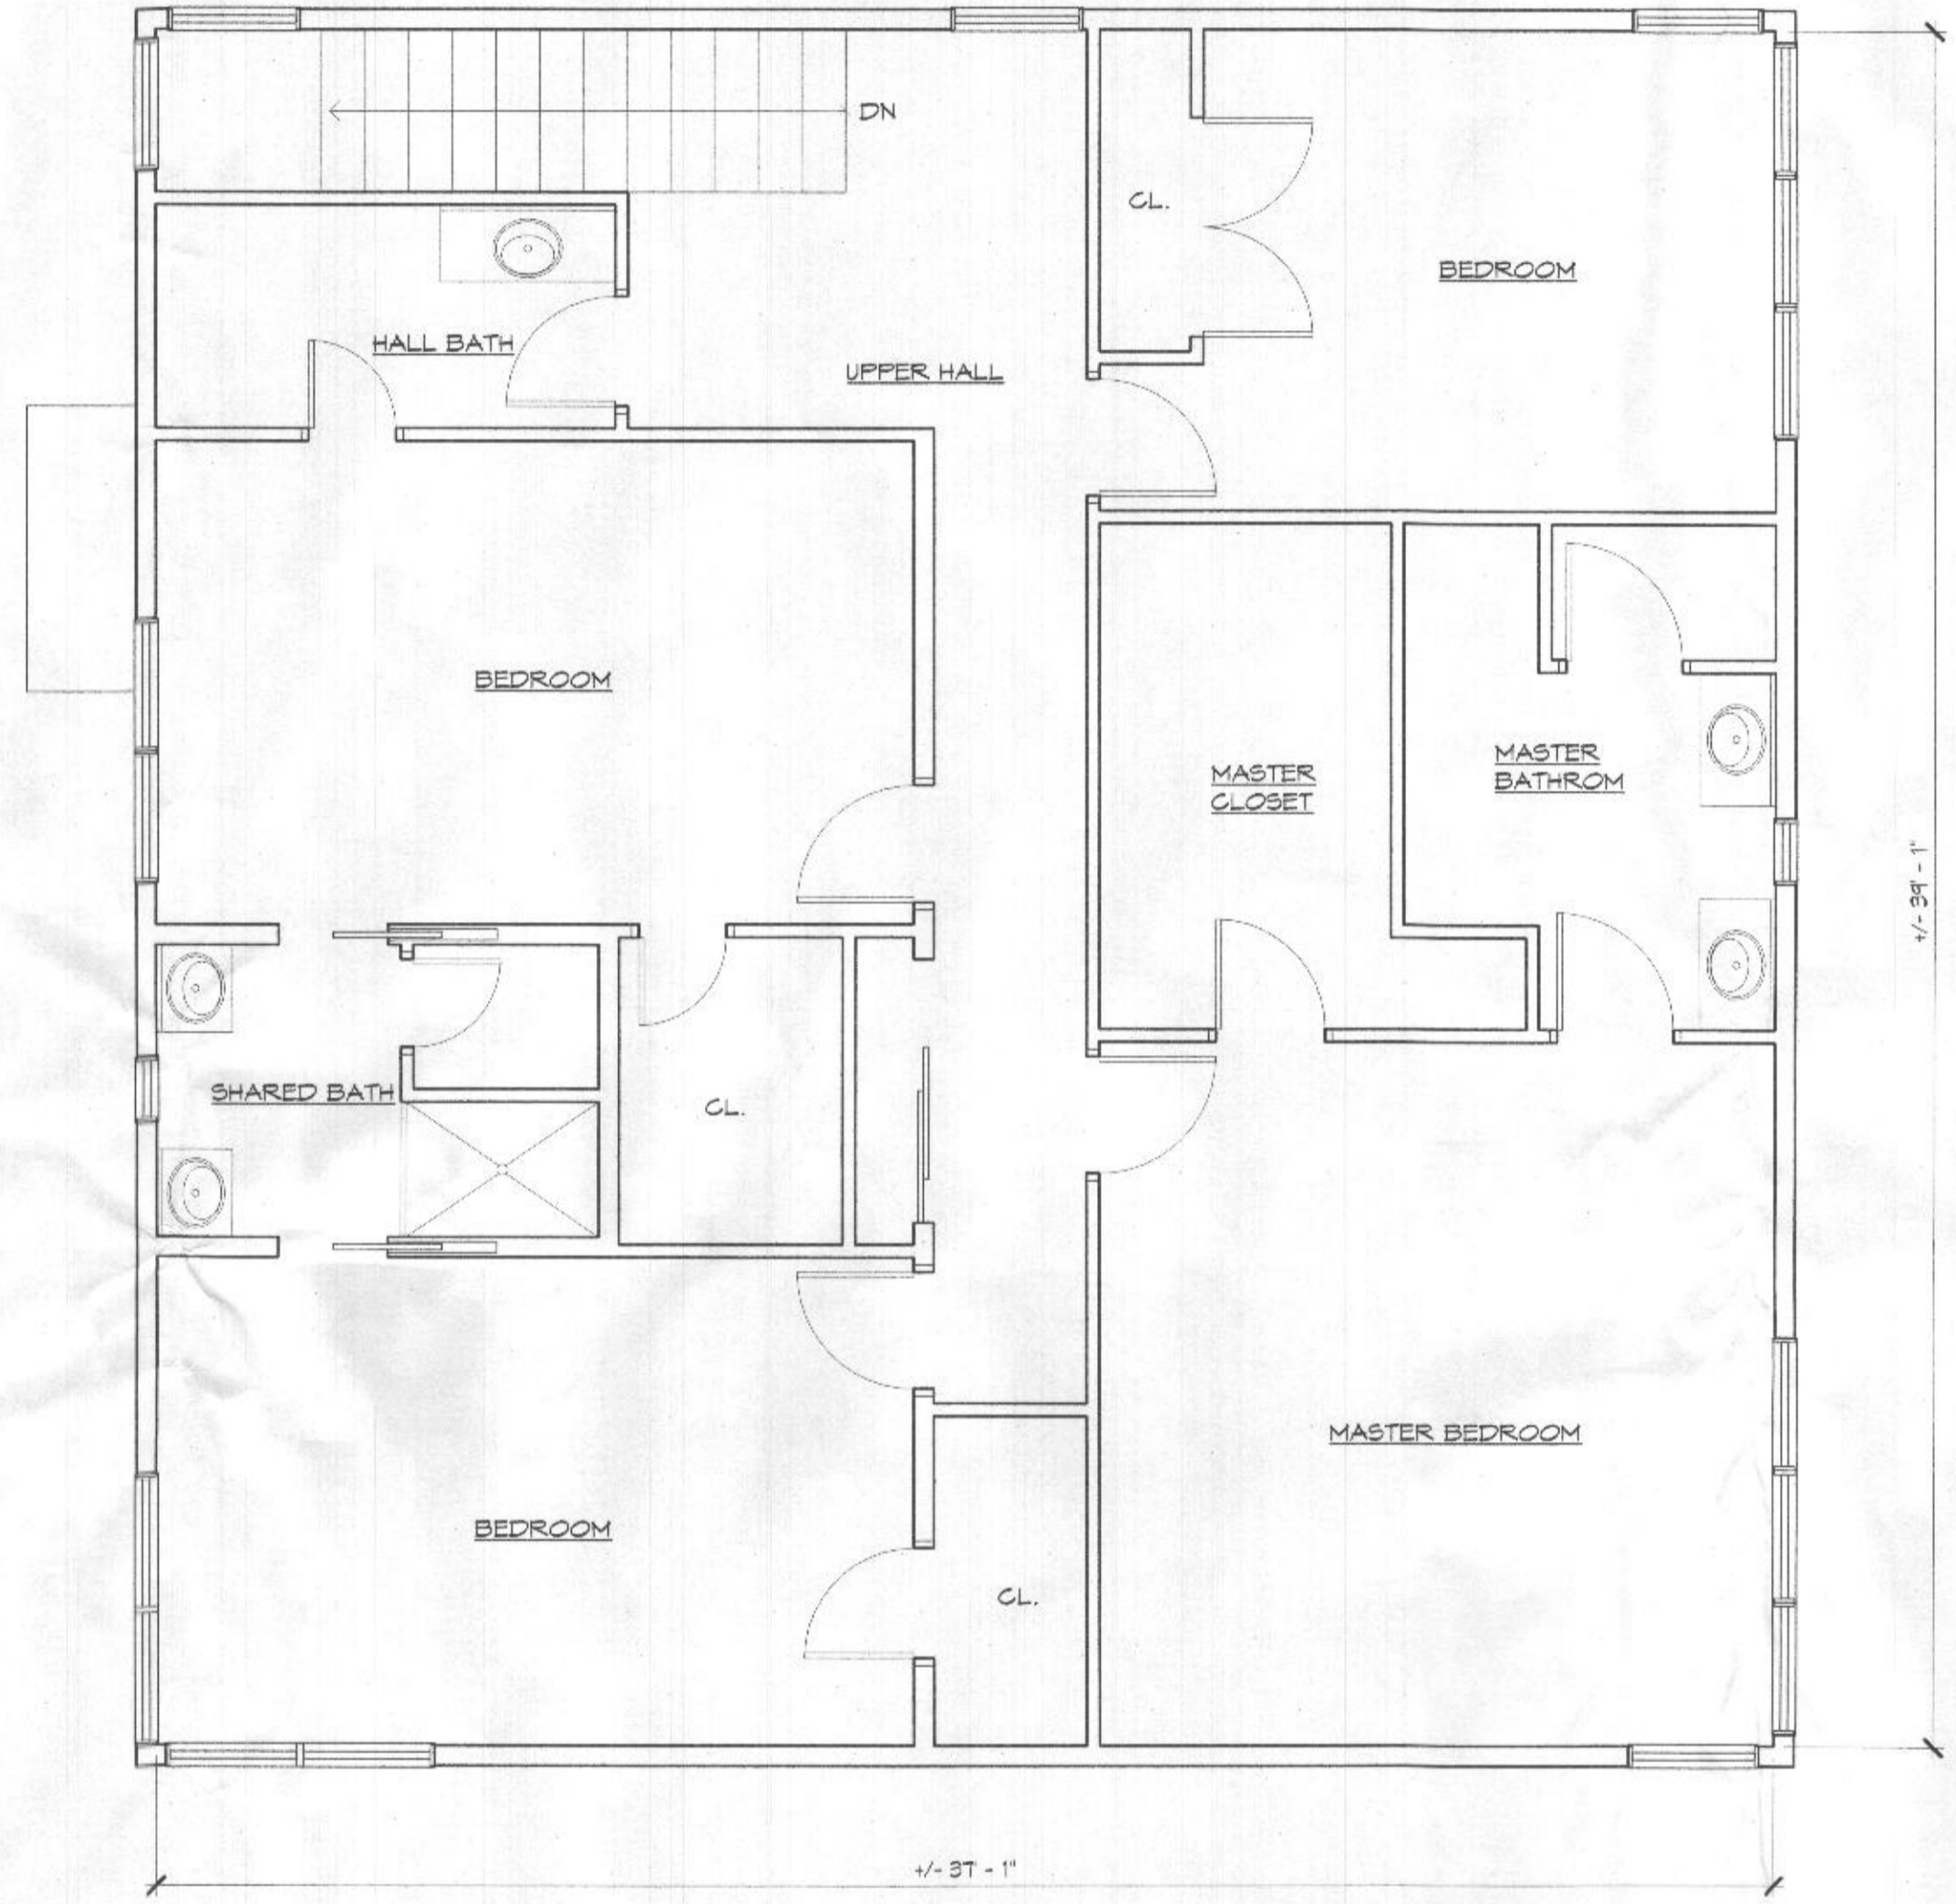 DN
CL.
BEDROOM
HALL BATH
UPPER HALL
BEDROOM
MASTER
CLOSET
MASTER
BATHROM
+/- 39' - 1"
SHARED BATH
CL.
MASTER BEDROOM
BEDROOM
CL.
+/- 37' - 1"